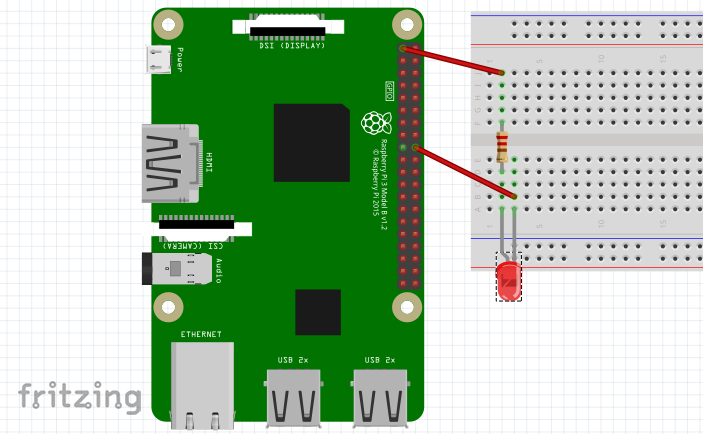 DSI (DISPLAY)
Power
GPIO
HDMI
Raspberry Pi 3 Model B v1.2
© Raspberry Pi 2015
CSI (CAMERA)
Audio
ETHERNET
USB 2x
USB 2x
1
5
10
15
J
I
H
G
F
E
D
C
B
A
1
5
10
15
fritzing